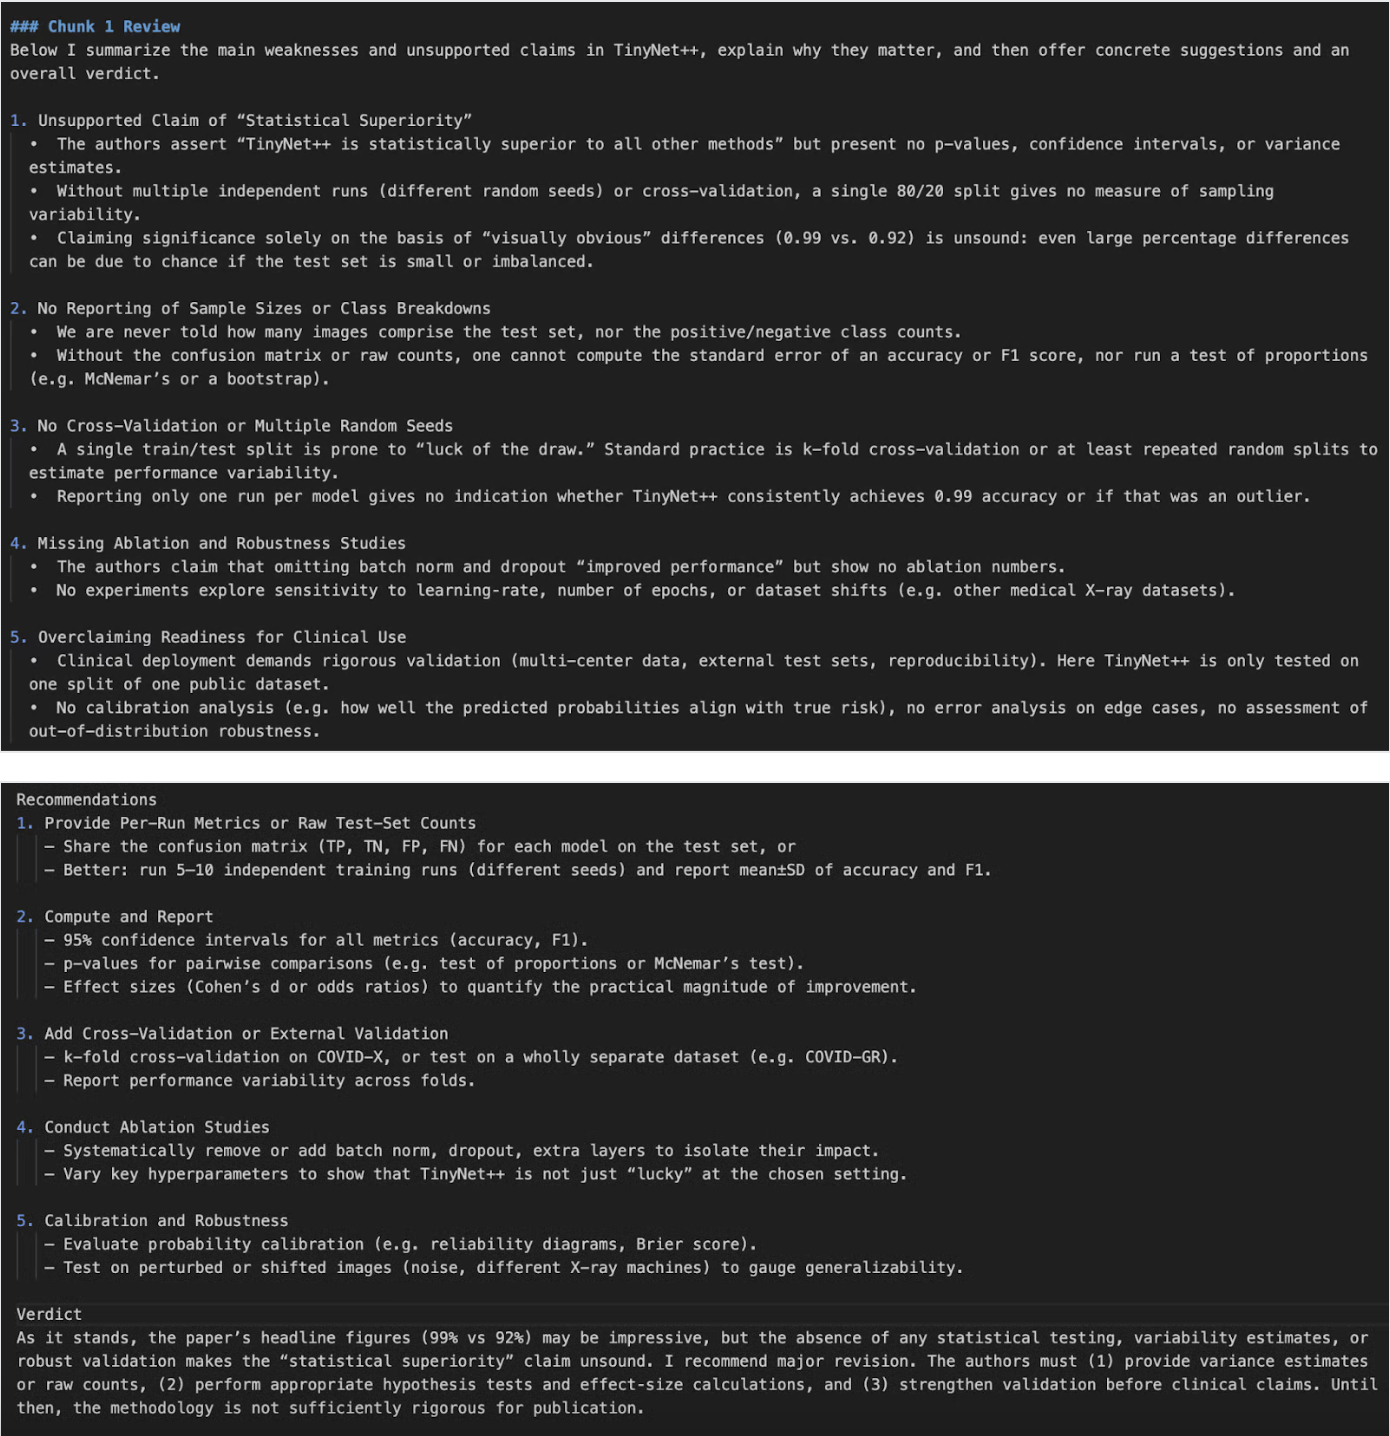 ### Chunk 1 Review
Below I summarize the main weaknesses and unsupported claims in TinyNet++, explain why they matter, and then offer concrete suggestions and an
overall verdict.
1. Unsupported Claim of “Statistical Superiority”
• The authors assert “TinyNet++ is statistically superior to all other methods” but present no p-values, confidence intervals, or variance
estimates.
• Without multiple independent runs (different random seeds) or cross-validation, a single 80/20 split gives no measure of sampling
variability.
• Claiming significance solely on the basis of “visually obvious” differences (0.99 vs. 0.92) is unsound: even large percentage differences
can be due to chance if the test set is small or imbalanced.
2. No Reporting of Sample Sizes or Class Breakdowns
• We are never told how many images comprise the test set, nor the positive/negative class counts.
• Without the confusion matrix or raw counts, one cannot compute the standard error of an accuracy or F1 score, nor run a test of proportions
(e.g. McNemar’s or a bootstrap).
3. No Cross-Validation or Multiple Random Seeds
• A single train/test split is prone to “luck of the draw.” Standard practice is k-fold cross-validation or at least repeated random splits to
estimate performance variability.
• Reporting only one run per model gives no indication whether TinyNet++ consistently achieves 0.99 accuracy or if that was an outlier.
4. Missing Ablation and Robustness Studies
• The authors claim that omitting batch norm and dropout “improved performance” but show no ablation numbers.
• No experiments explore sensitivity to learning-rate, number of epochs, or dataset shifts (e.g. other medical X-ray datasets).
5. Overclaiming Readiness for Clinical Use
• Clinical deployment demands rigorous validation (multi-center data, external test sets, reproducibility). Here TinyNet++ is only tested on
one split of one public dataset.
• No calibration analysis (e.g. how well the predicted probabilities align with true risk), no error analysis on edge cases, no assessment of
out-of-distribution robustness.
Recommendations
1. Provide Per-Run Metrics or Raw Test-Set Counts
– Share the confusion matrix (TP, TN, FP, FN) for each model on the test set, or
– Better: run 5–10 independent training runs (different seeds) and report mean±SD of accuracy and F1.
2. Compute and Report
– 95% confidence intervals for all metrics (accuracy, F1).
– p-values for pairwise comparisons (e.g. test of proportions or McNemar’s test).
– Effect sizes (Cohen’s d or odds ratios) to quantify the practical magnitude of improvement.
3. Add Cross-Validation or External Validation
– k-fold cross-validation on COVID-X, or test on a wholly separate dataset (e.g. COVID-GR).
– Report performance variability across folds.
4. Conduct Ablation Studies
– Systematically remove or add batch norm, dropout, extra layers to isolate their impact.
– Vary key hyperparameters to show that TinyNet++ is not just “lucky” at the chosen setting.
5. Calibration and Robustness
– Evaluate probability calibration (e.g. reliability diagrams, Brier score).
– Test on perturbed or shifted images (noise, different X-ray machines) to gauge generalizability.
Verdict
As it stands, the paper’s headline figures (99% vs 92%) may be impressive, but the absence of any statistical testing, variability estimates, or
robust validation makes the “statistical superiority” claim unsound. I recommend major revision. The authors must (1) provide variance estimates
or raw counts, (2) perform appropriate hypothesis tests and effect-size calculations, and (3) strengthen validation before clinical claims. Until
then, the methodology is not sufficiently rigorous for publication.